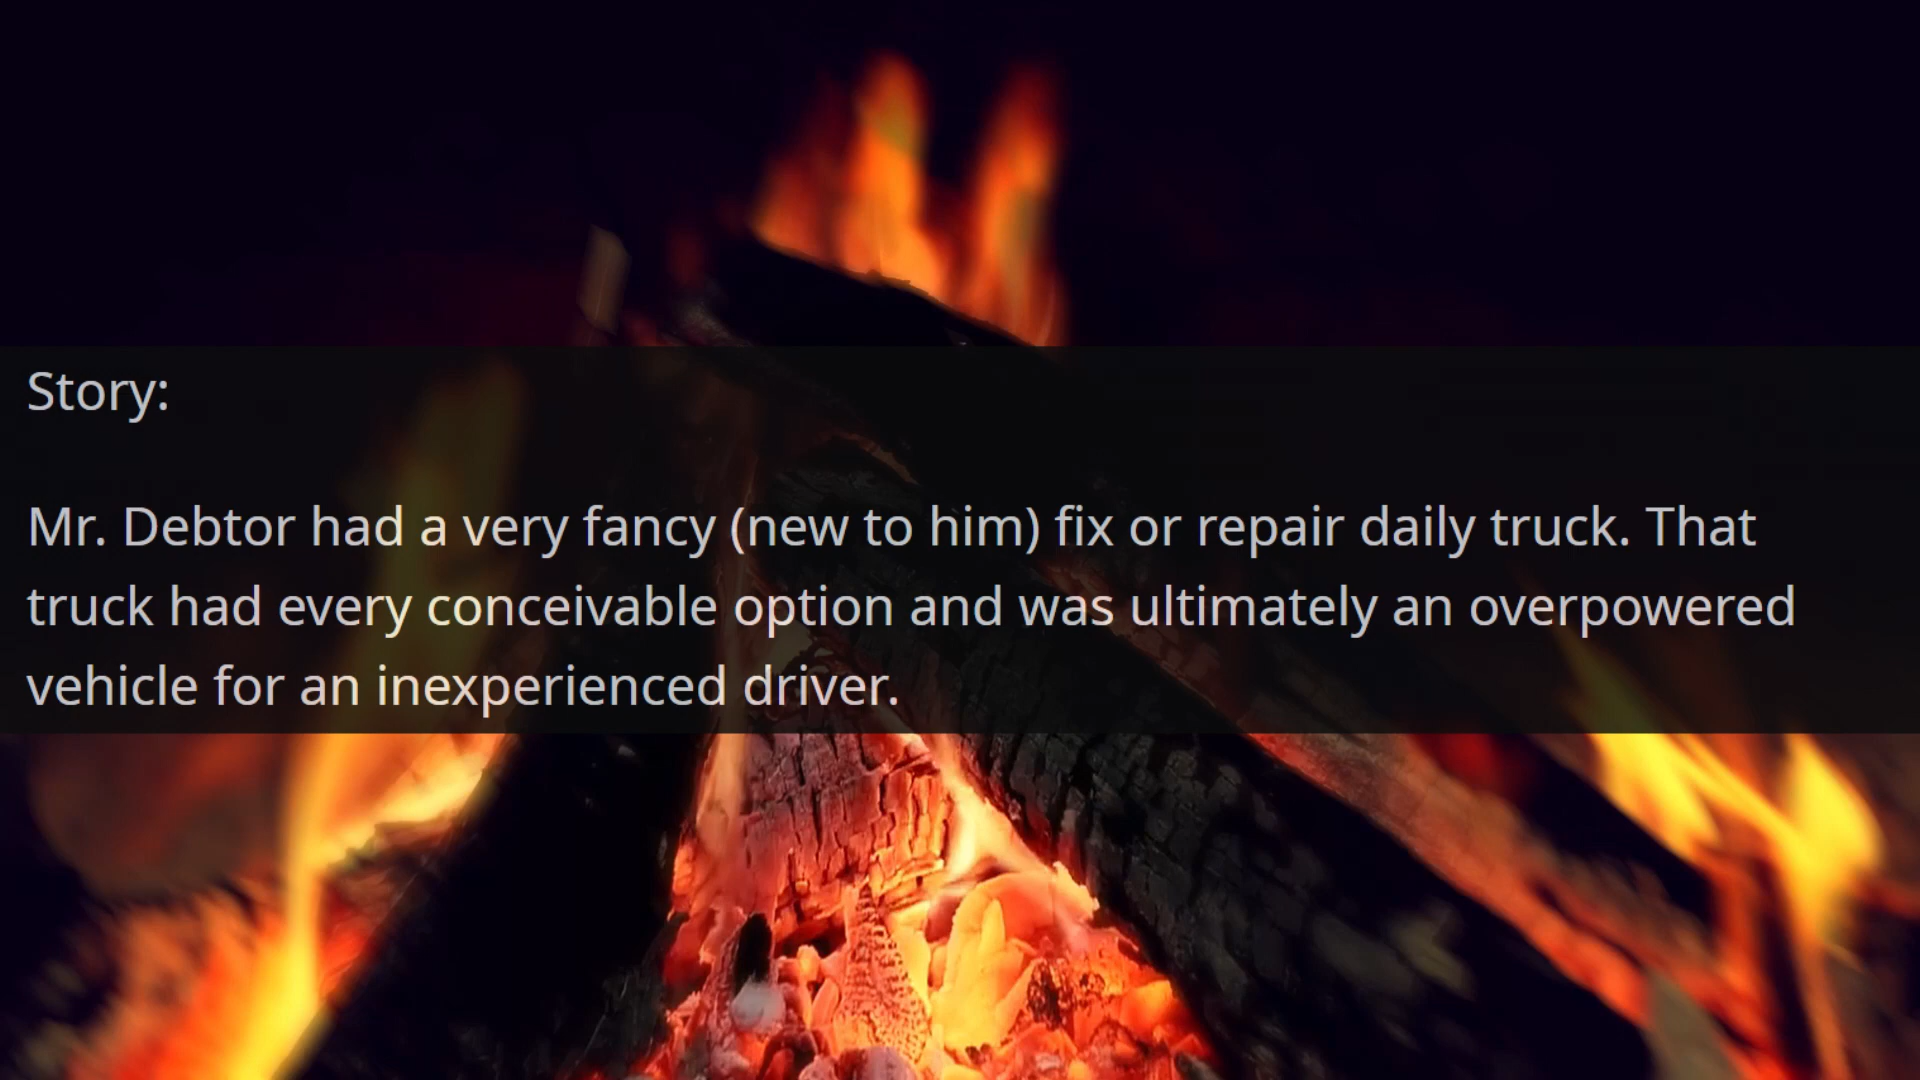 Story:
Mr. Debtor had a very fancy (new to him) fix or repair daily truck. That
truck had every conceivable option and was ultimately an overpowered
vehicle for an inexperienced driver.